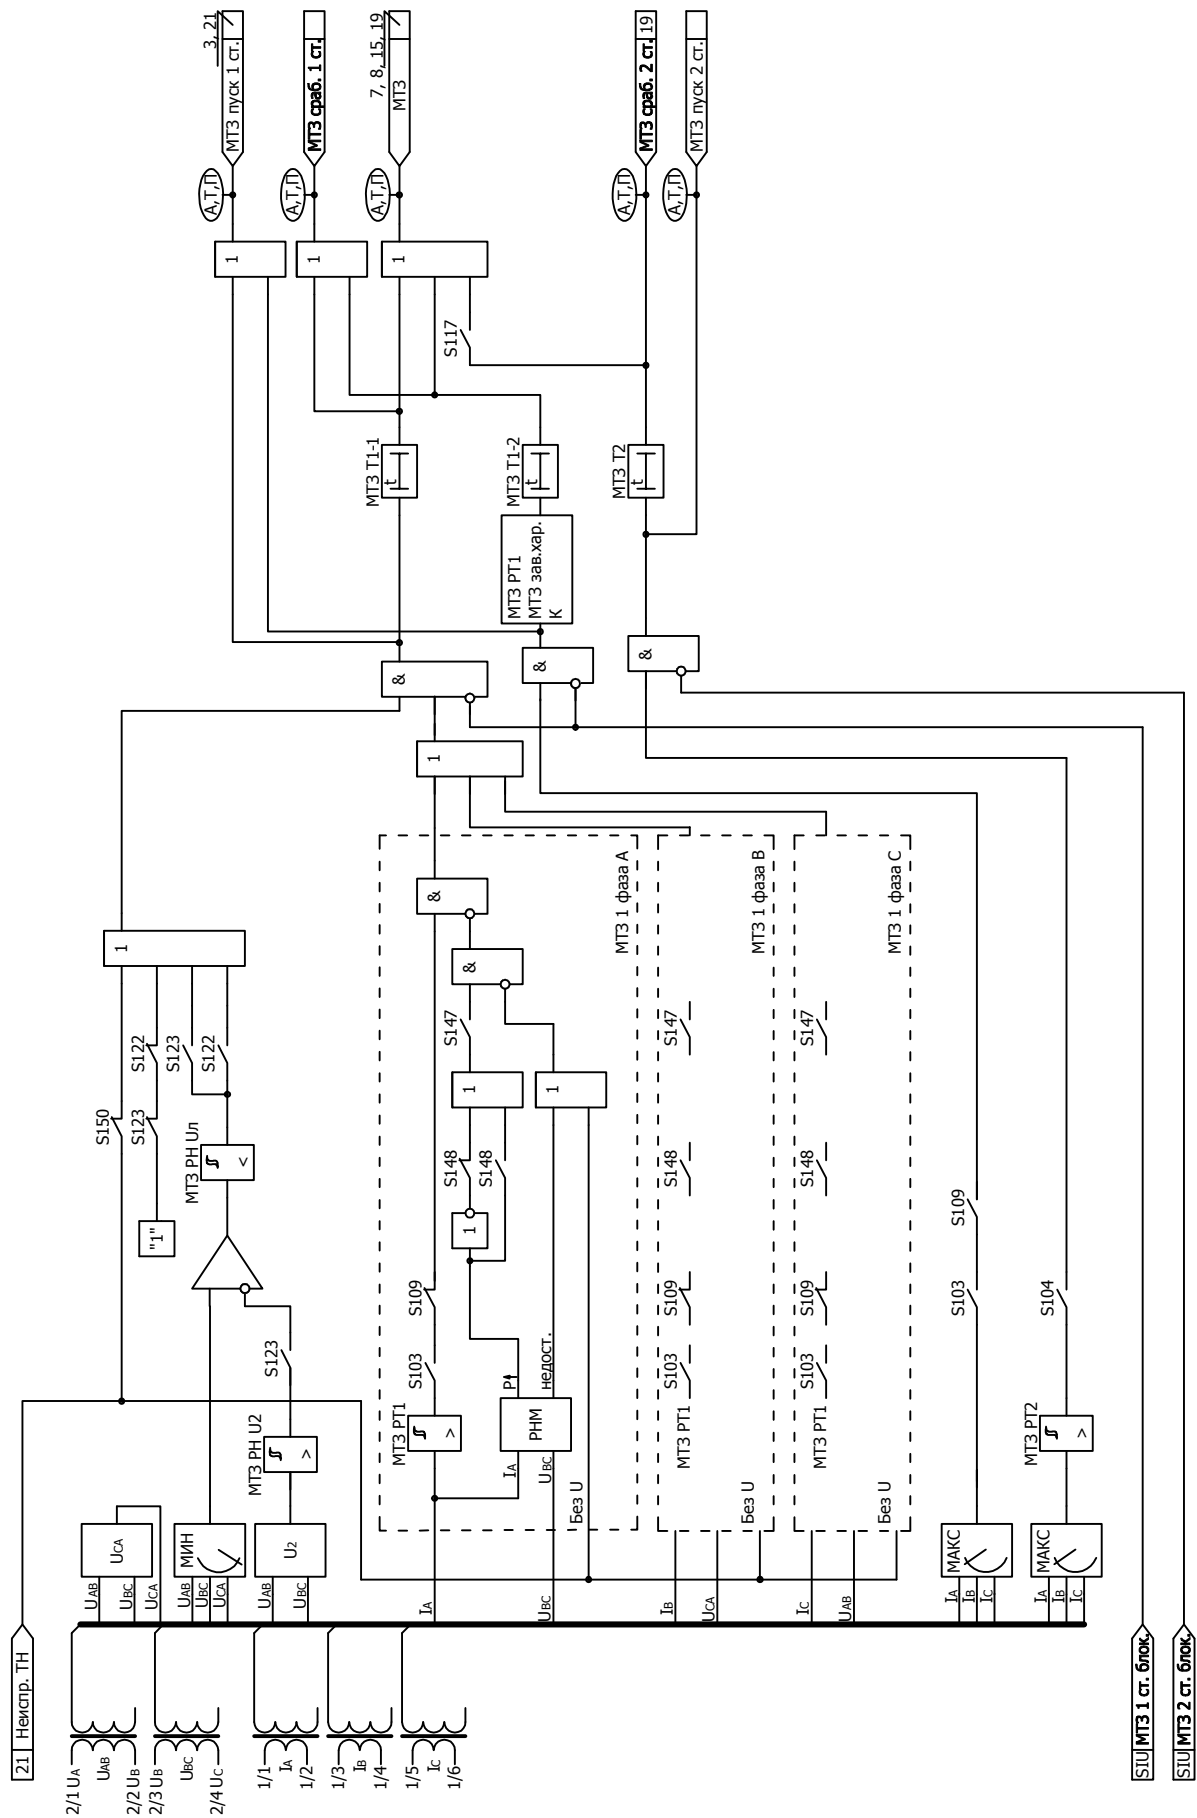 21 Неиспр. ТН
2/1 UA
UAB
2/2 UB
2/3 UB
UBC
2/4 UC
1/1
IA
1/2
1/3
IB
1/4
1/5
IC
1/6
SIU МТЗ 1 ст. блок.
SIU МТЗ 2 ст. блок.
UAB
UBC
UCA
UCA
UAB
UBC
UCA
МИН
UAB
UBC
U2
IA
UBC
IB
UCA
IC
UAB
IA
IB
IC
МАКС
IA
IB
IC
МАКС
МТЗ РН U2
>
S123
"1"
МТЗ РН Uл
<
S150
S123
S122
S123
S122
1
Без U
IA
UBC
РНМ
P
недост.
МТЗ РТ1
>
S103
S109
1
S148
S148
1
1
S147
&
&
МТЗ 1 фаза A
Без U
МТЗ РТ1
S103
S109
S148
S147
МТЗ 1 фаза B
Без U
МТЗ РТ1
S103
S109
S148
S147
МТЗ 1 фаза C
S103
S109
МТЗ РТ2
>
S104
1
&
&
&
МТЗ РТ1
МТЗ зав.хар.
К
МТЗ Т1-1
t
МТЗ Т1-2
t
МТЗ Т2
t
S117
1
1
1
А,Т,П
А,Т,П
А,Т,П
А,Т,П
А,Т,П
МТЗ пуск 1 ст.
3, 21
МТЗ сраб. 1 ст.
МТЗ
7, 8, 15, 19
МТЗ сраб. 2 ст. 19
МТЗ пуск 2 ст.